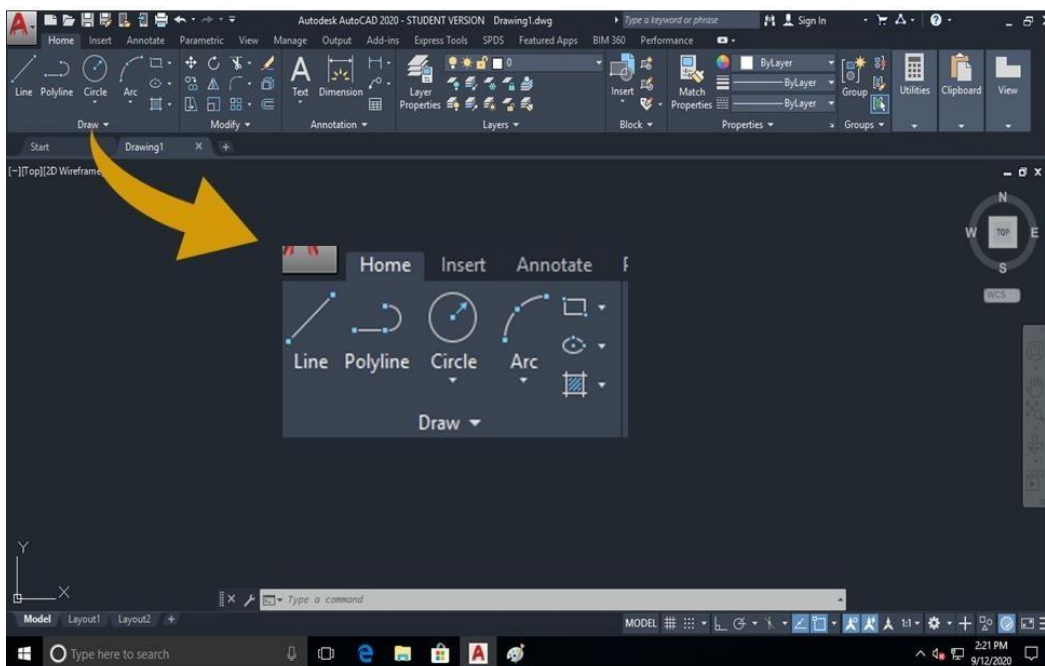 Autodesk AutoCAD 2020 - STUDENT VERSION Drawing1.dwg Type a keyword or phrase Sign In
Home Insert Annotate Parametric View Manage Output Add-ins Express Tools SPDS Featured Apps BIM 360 Performance
0 ByLayer
ByLayer
ByLayer
Line Polyline Circle Arc Text Dimension Layer Properties Insert Match Properties Group Utilities Clipboard View
Draw Modify Annotation Layers Block Properties Groups
Start Drawing1
[−][Top][2D Wireframe
N
W TOP E
S
WCS
Home Insert Annotate
Line Polyline Circle Arc
Draw
Y
X
Type a command
Model Layout1 Layout2 + MODEL 1:1
Type here to search 2:21 PM
9/12/2020